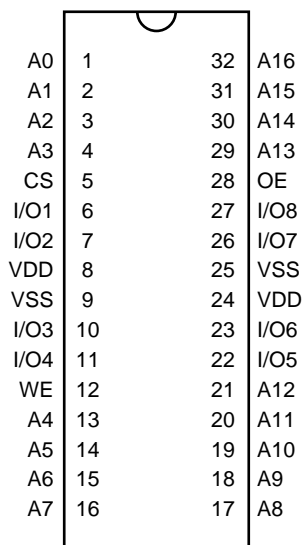 A0 1 32 A16
A1 2 31 A15
A2 3 30 A14
A3 4 29 A13
CS 5 28 OE
I/O1 6 27 I/O8
I/O2 7 26 I/O7
VDD 8 25 VSS
VSS 9 24 VDD
I/O3 10 23 I/O6
I/O4 11 22 I/O5
WE 12 21 A12
A4 13 20 A11
A5 14 19 A10
A6 15 18 A9
A7 16 17 A8